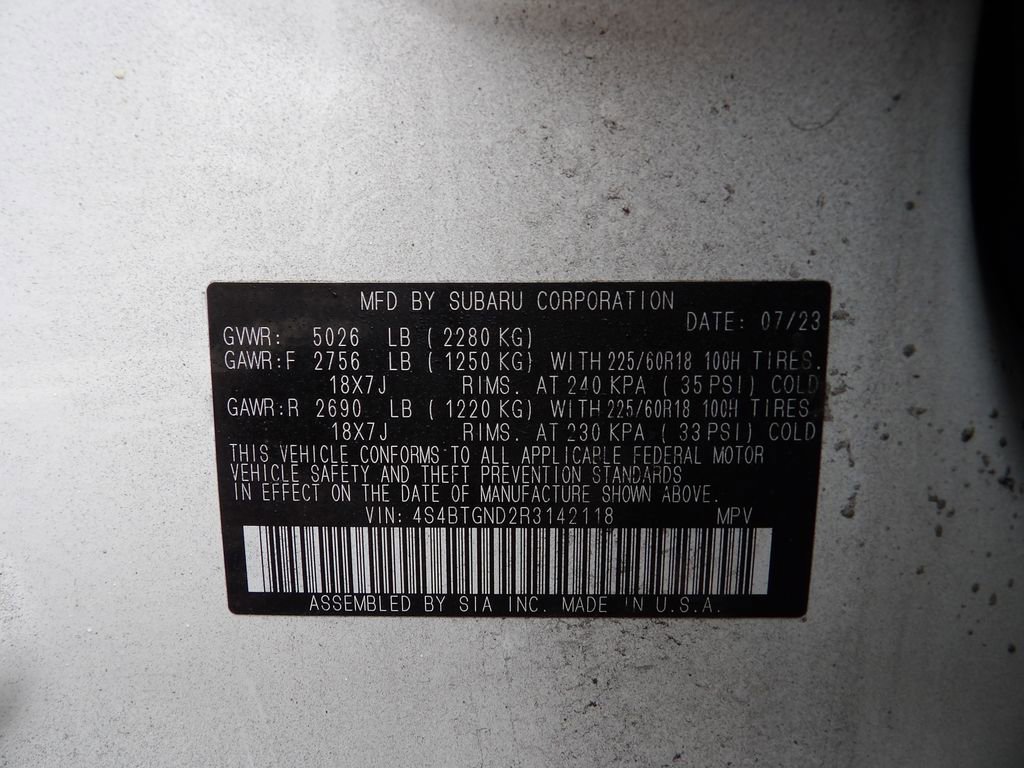 MFD BY SUBARU CORPORATION
DATE: 07/23
GVWR: 5026 LB (2280 KG)
GAWR:F 2756 LB (1250 KG) WITH 225/60R18 100H TIRES.
18X7J RIMS. AT 240 KPA (35 PSI) COLD
GAWR:R 2690 LB (1220 KG) WITH 225/60R18 100H TIRES.
18X7J RIMS. AT 230 KPA (33 PSI) COLD
THIS VEHICLE CONFORMS TO ALL APPLICABLE FEDERAL MOTOR
VEHICLE SAFETY AND THEFT PREVENTION STANDARDS
IN EFFECT ON THE DATE OF MANUFACTURE SHOWN ABOVE.
VIN: 4S4BTGND2R3142118 MPV
ASSEMBLED BY SIA INC. MADE IN U.S.A.